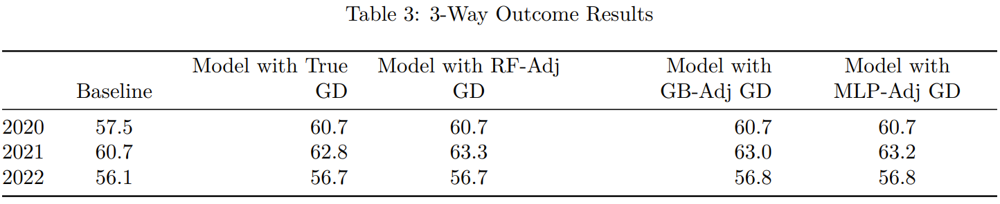 Table 3: 3-Way Outcome Results
Model with True Model with RF-Adj Model with Model with
Baseline GD GD GB-Adj GD MLP-Adj GD
2020 57.5 60.7 60.7 60.7 60.7
2021 60.7 62.8 63.3 63.0 63.2
2022 56.1 56.7 56.7 56.8 56.8